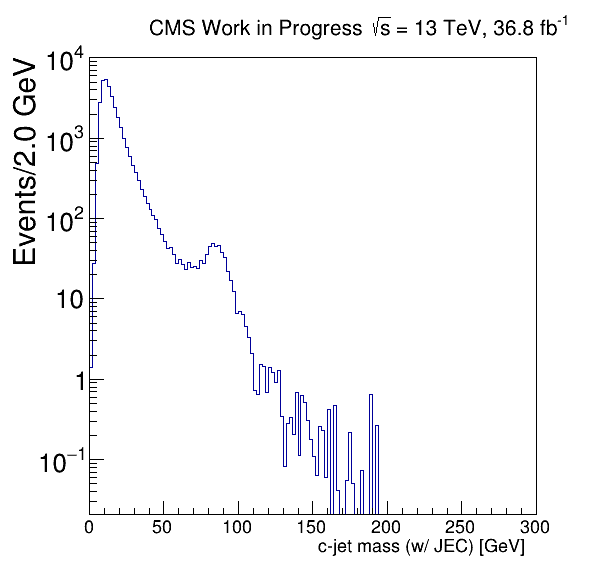 CMS Work in Progress √s = 13 TeV, 36.8 fb⁻¹
Events/2.0 GeV
10⁴
10³
10²
10
1
10⁻¹
0 50 100 150 200 250 300
c-jet mass (w/ JEC) [GeV]